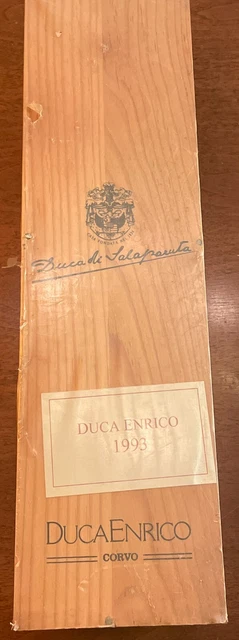 Duca di Salaparuta
DUCA ENRICO
1993
DUCAENRICO
CORVO